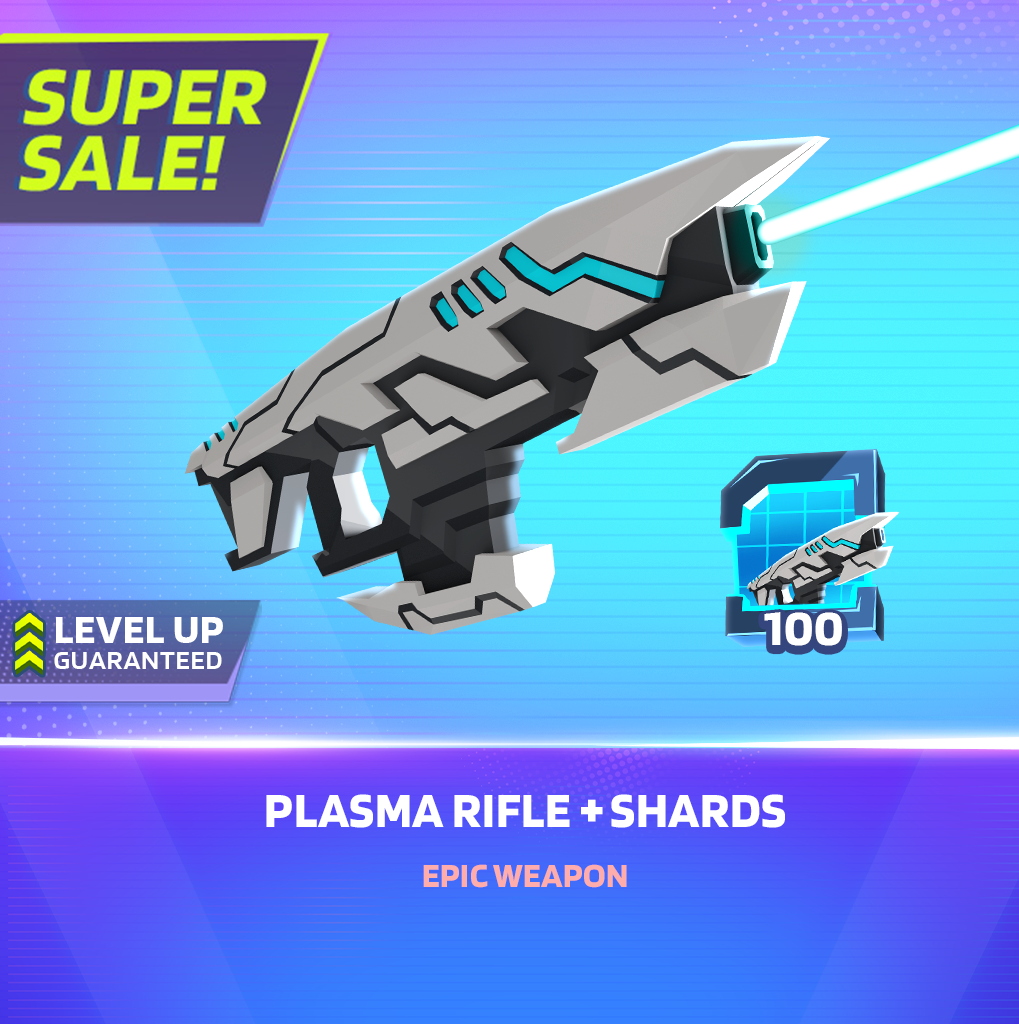 SUPER
SALE!
LEVEL UP
GUARANTEED
100
PLASMA RIFLE + SHARDS
EPIC WEAPON